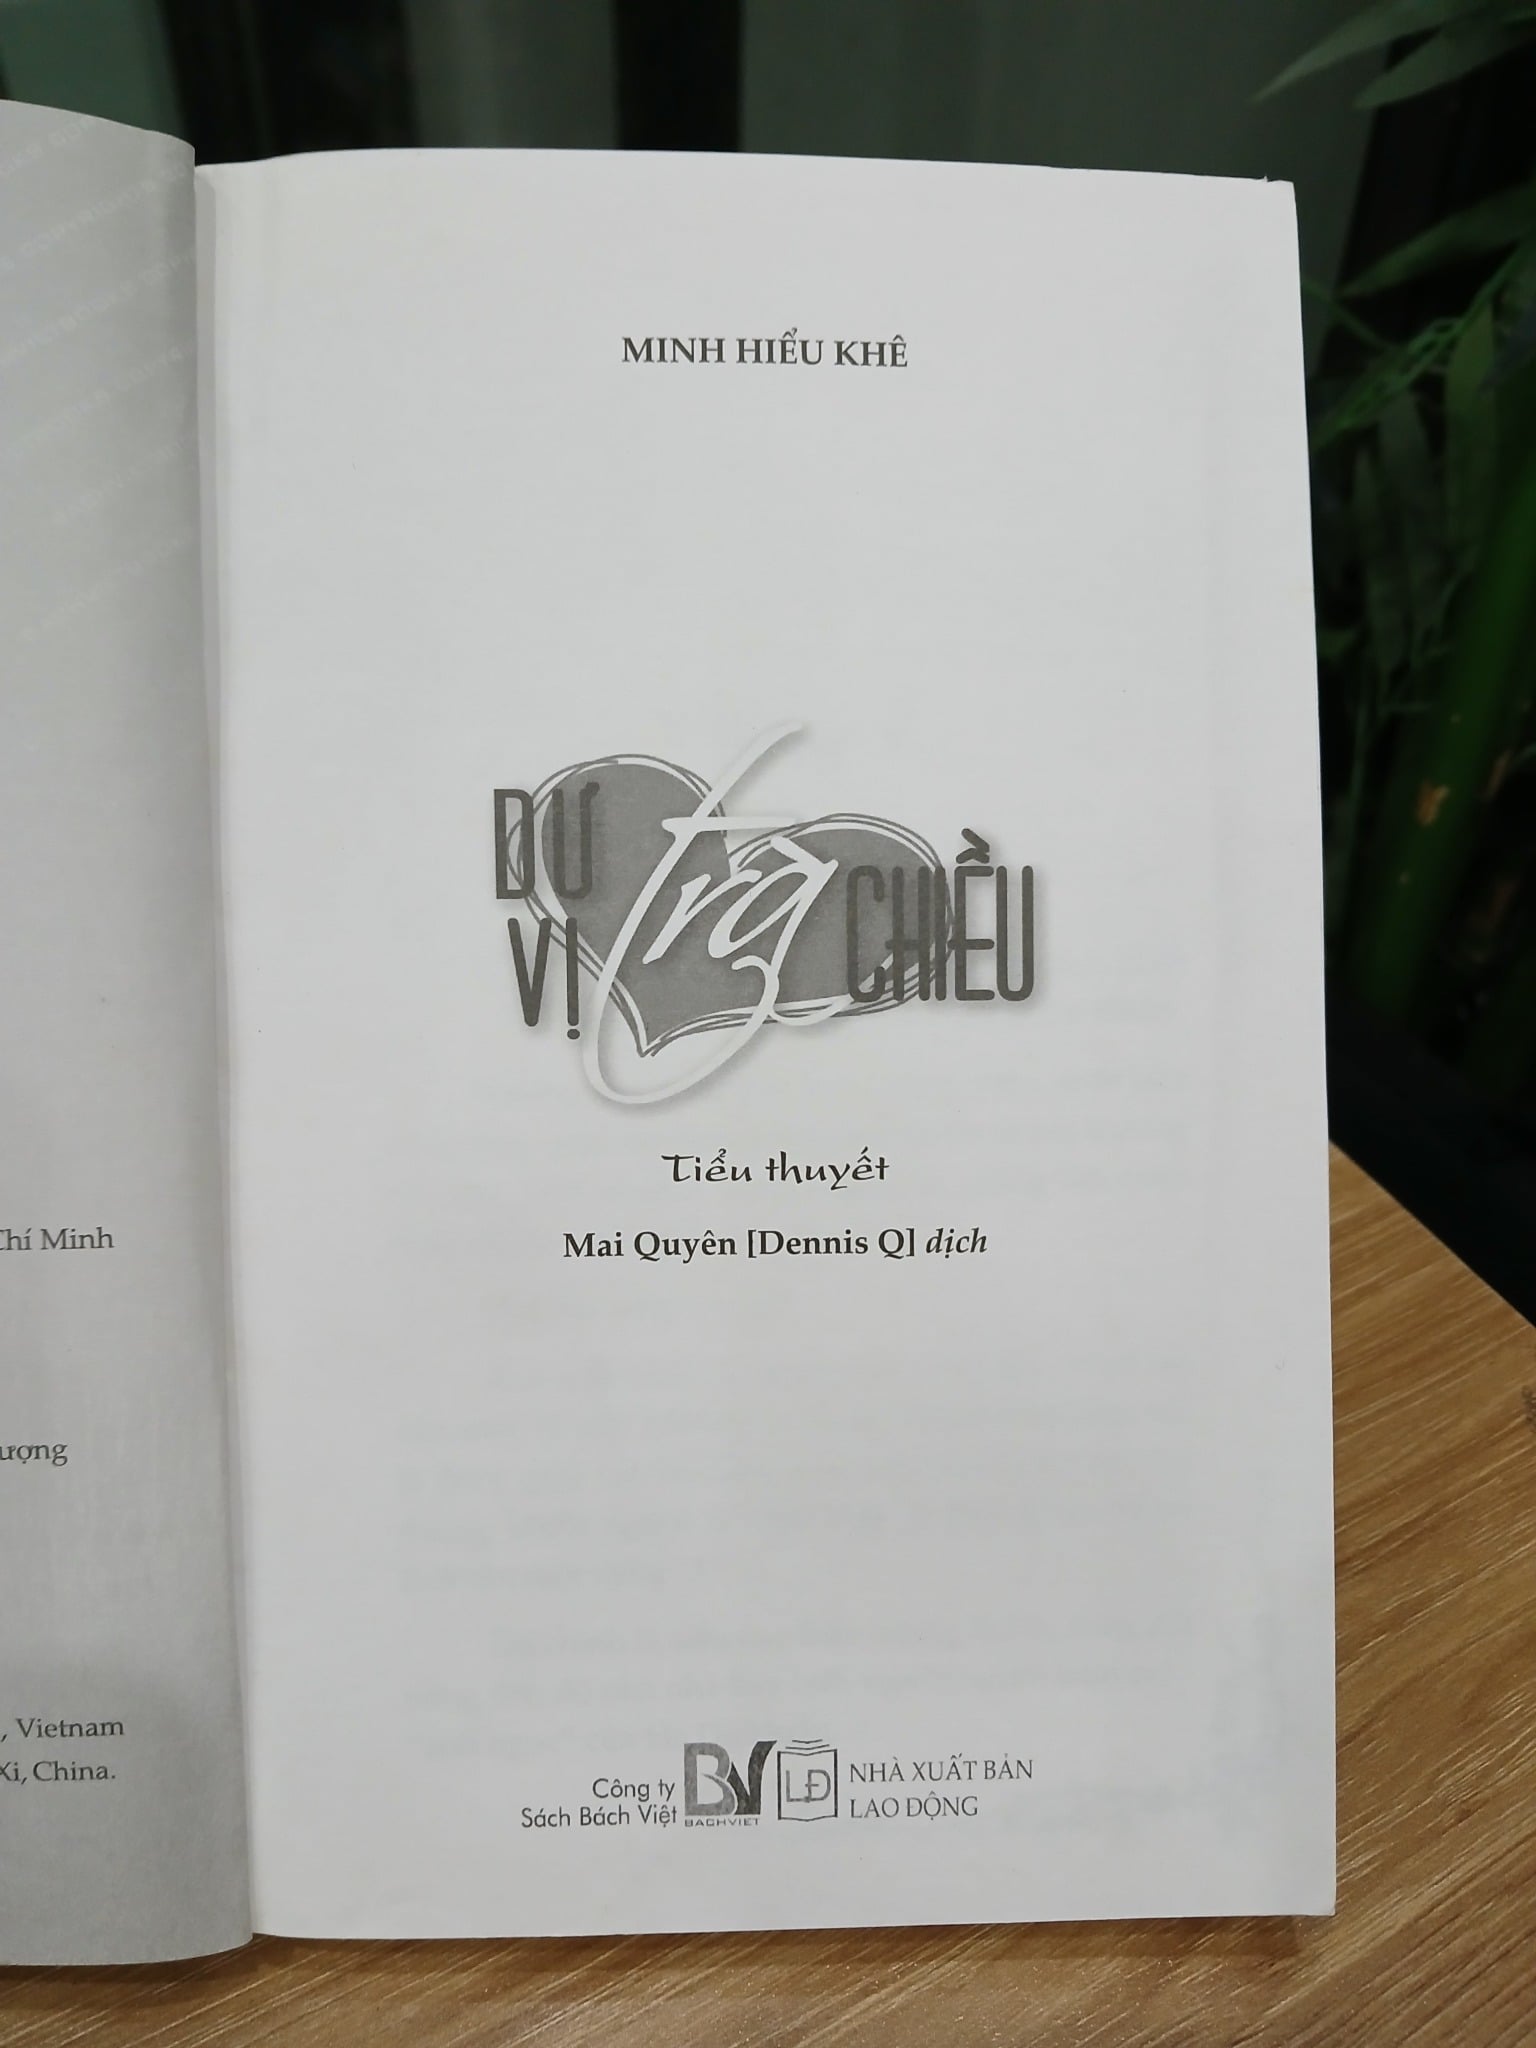 Chí Minh
ượng
, Vietnam
Xi, China.
MINH HIỂU KHÊ
DƯ
VỊ
Trà
CHIỀU
Tiểu thuyết
Mai Quyên [Dennis Q] dịch
Công ty
Sách Bách Việt
BV
BACHVIET
LĐ
NHÀ XUẤT BẢN
LAO ĐỘNG